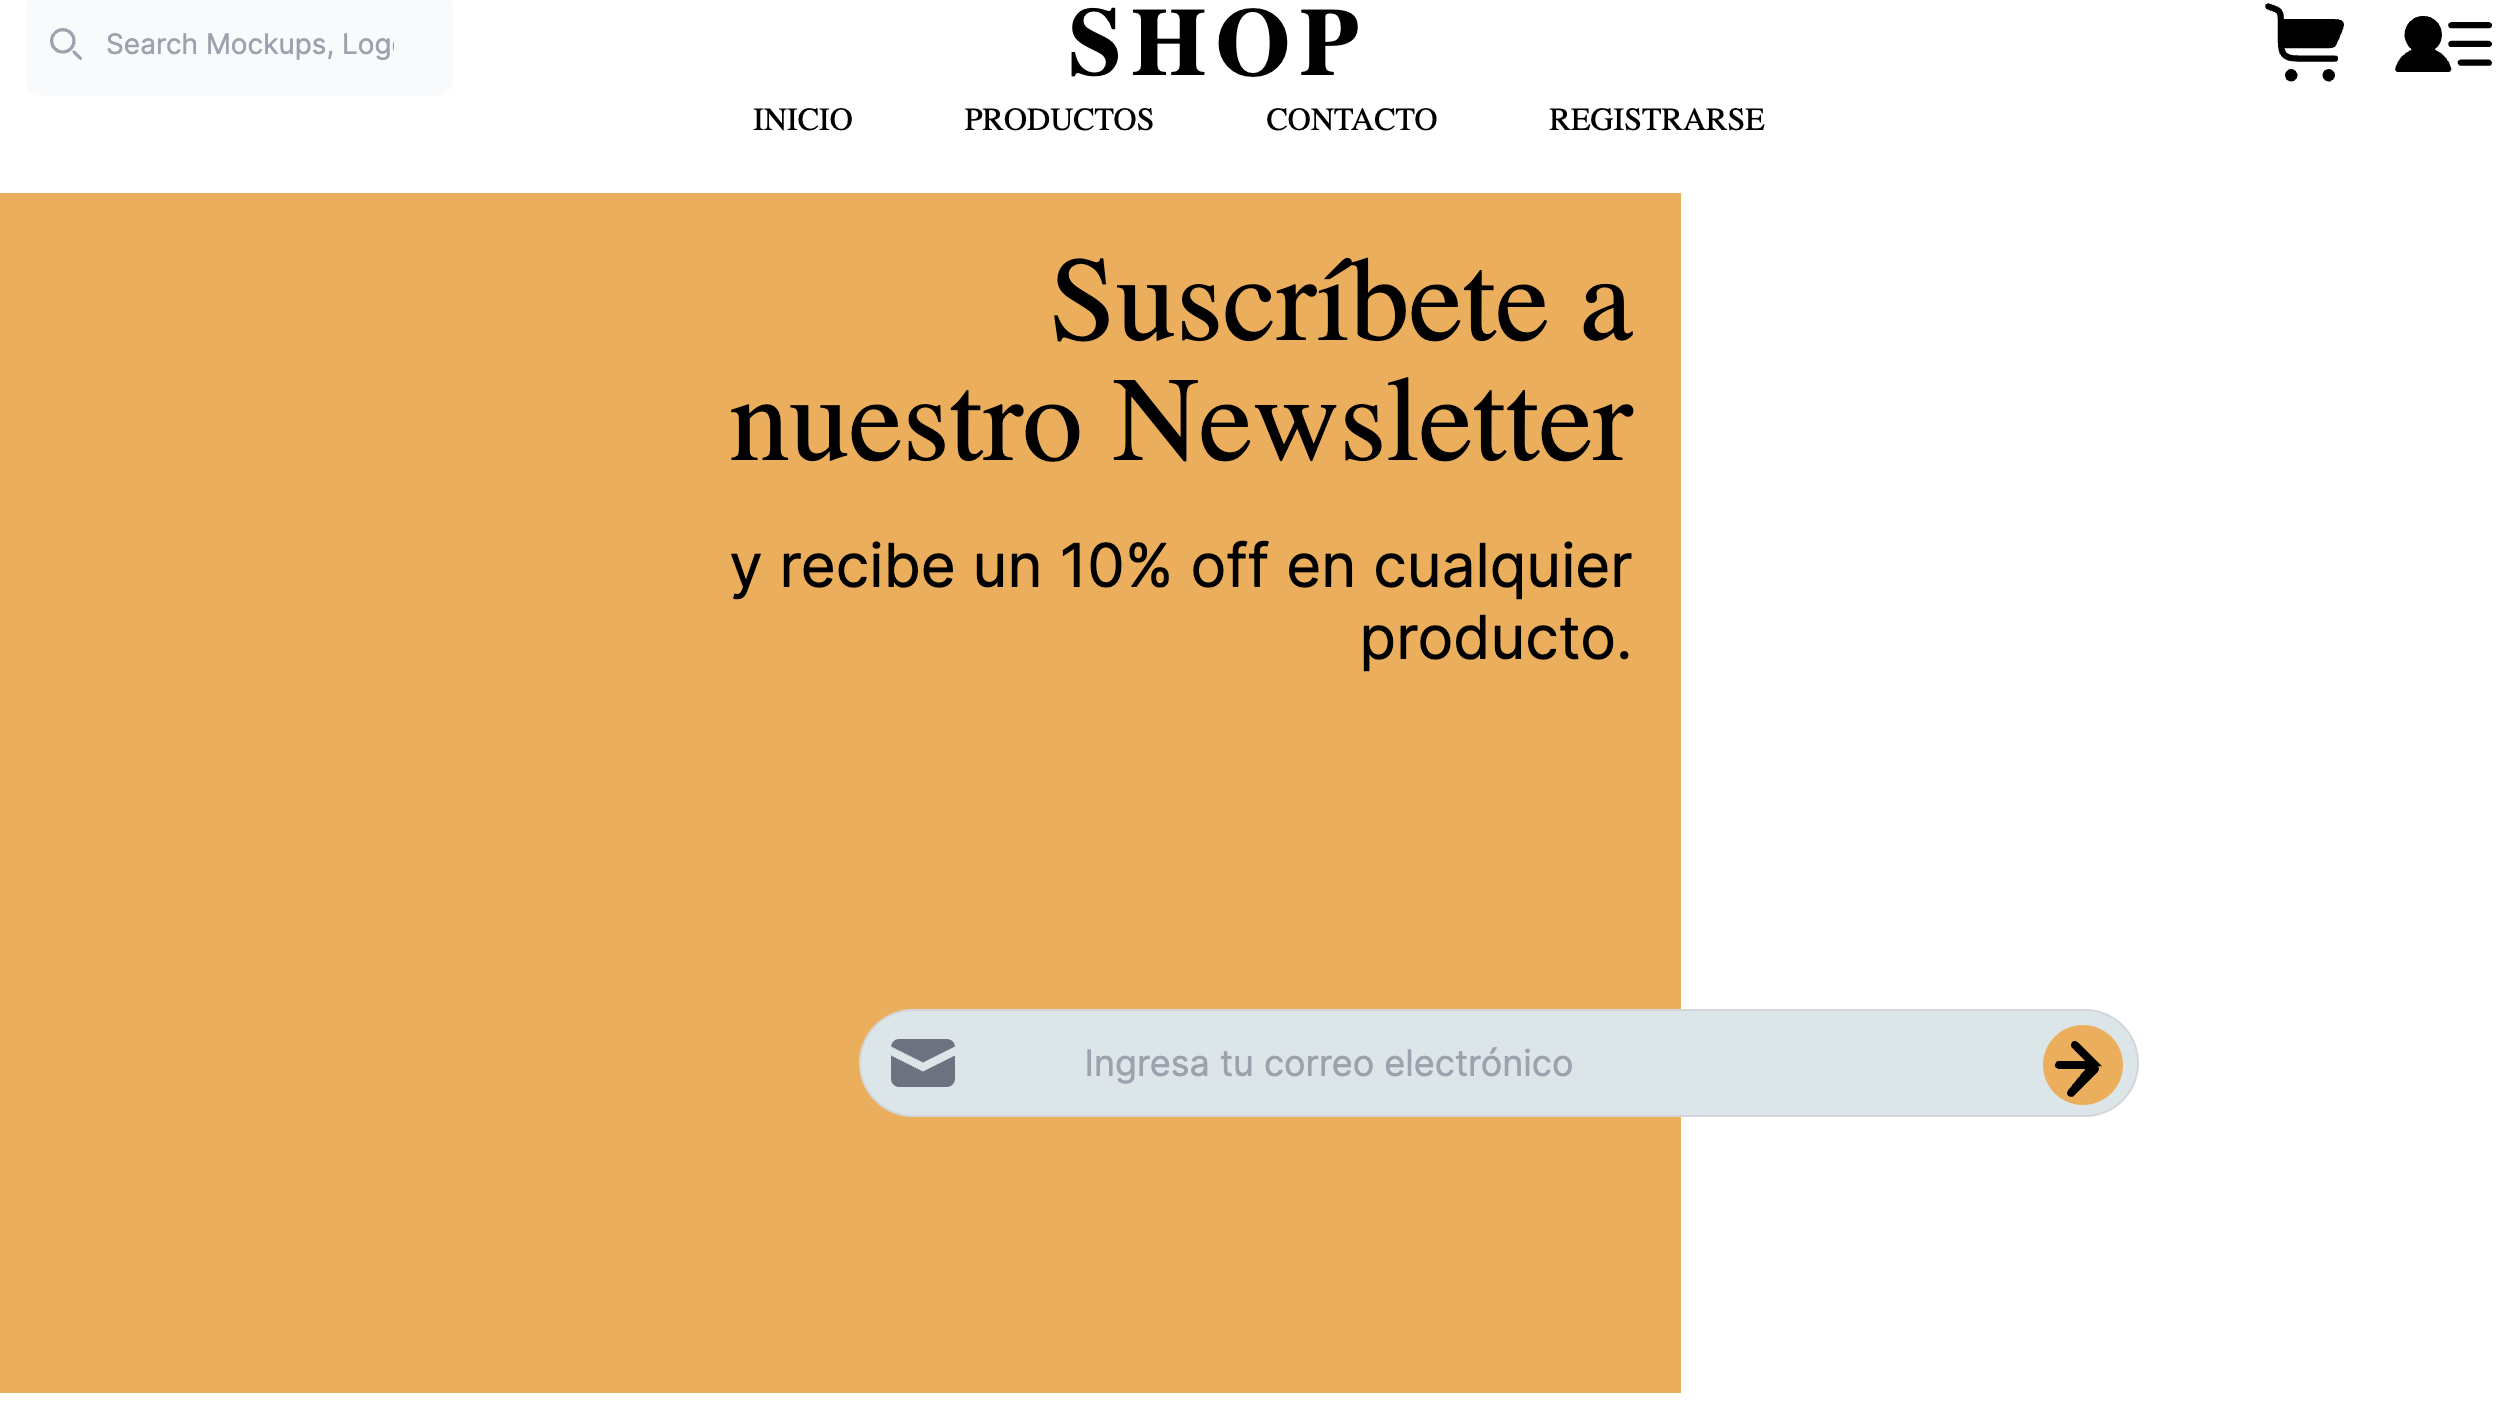 Search Mockups, Log
SHOP
INICIO PRODUCTOS CONTACTO REGISTRARSE
Suscríbete a
nuestro Newsletter
y recibe un 10% off en cualquier
producto.
Ingresa tu correo electrónico